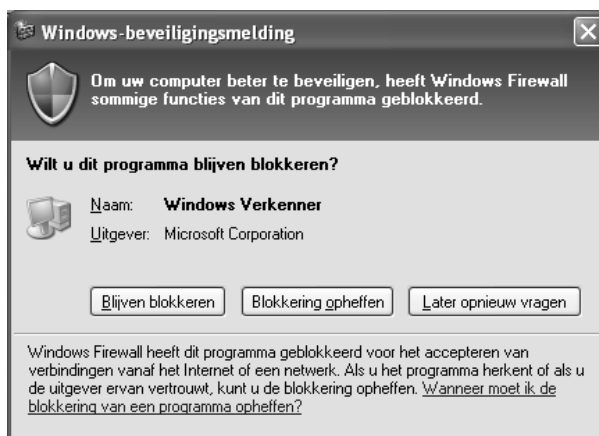 Windows-beveiligingsmelding
Om uw computer beter te beveiligen, heeft Windows Firewall
sommige functies van dit programma geblokkeerd.
Wilt u dit programma blijven blokkeren?
Naam: Windows Verkenner
Uitgever: Microsoft Corporation
Blijven blokkeren Blokkering opheffen Later opnieuw vragen
Windows Firewall heeft dit programma geblokkeerd voor het accepteren van
verbindingen vanaf het Internet of een netwerk. Als u het programma herkent of als u
de uitgever ervan vertrouwt, kunt u de blokkering opheffen. Wanneer moet ik de
blokkering van een programma opheffen?